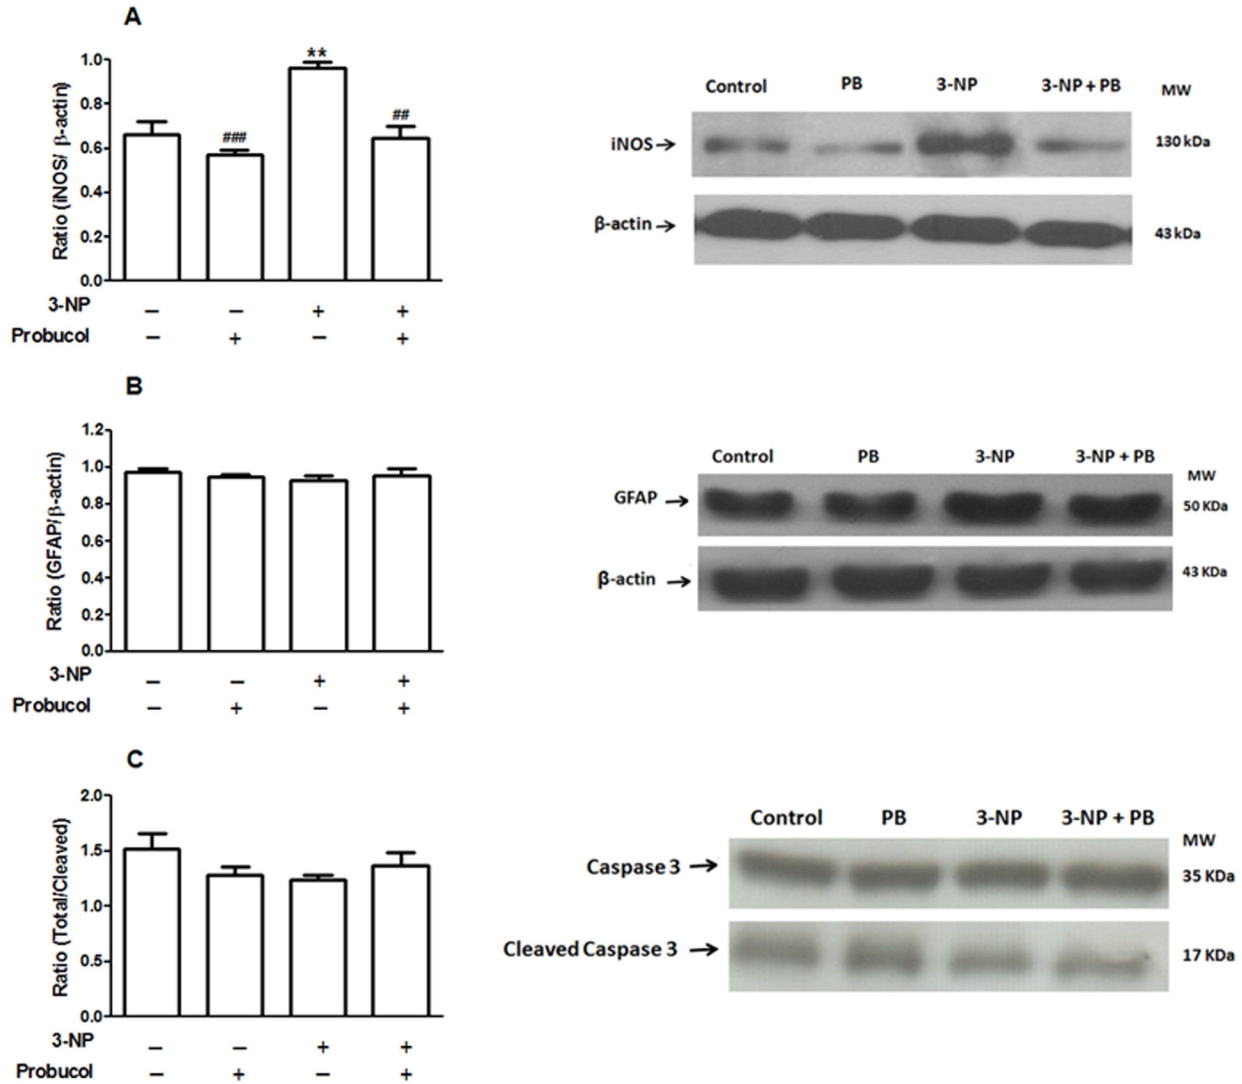 A
Ratio (iNOS/ β-actin)
1.0
0.8
0.6
0.4
0.2
0.0
**
###
##
3-NP – – + +
Probucol – + – +
Control PB 3-NP 3-NP + PB MW
iNOS→ 130 kDa
β-actin→ 43 kDa
B
Ratio (GFAP/β-actin)
1.2
1.0
0.8
0.6
0.4
0.2
0.0
3-NP – – + +
Probucol – + – +
Control PB 3-NP 3-NP + PB
MW
GFAP → 50 KDa
β-actin → 43 KDa
C
Ratio (Total/Cleaved)
2.0
1.5
1.0
0.5
0.0
3-NP – – + +
Probucol – + – +
Control PB 3-NP 3-NP + PB
MW
Caspase 3 → 35 KDa
Cleaved Caspase 3 → 17 KDa